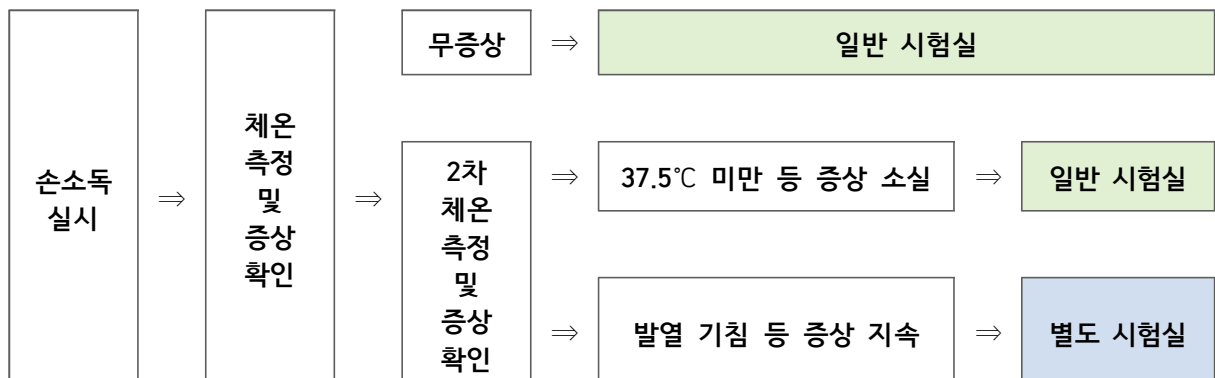 무증상 ⇒ 일반 시험실
손소독
실시
⇒
체온
측정
및
증상
확인
⇒
2차
체온
측정
및
증상
확인
⇒ 37.5℃ 미만 등 증상 소실 ⇒ 일반 시험실
⇒ 발열 기침 등 증상 지속 ⇒ 별도 시험실